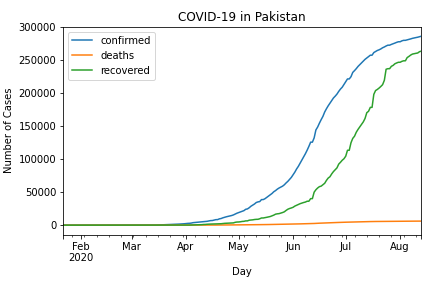 COVID-19 in Pakistan
confirmed
deaths
recovered
300000
250000
200000
150000
100000
50000
0
Number of Cases
Feb Mar Apr May Jun Jul Aug
2020
Day